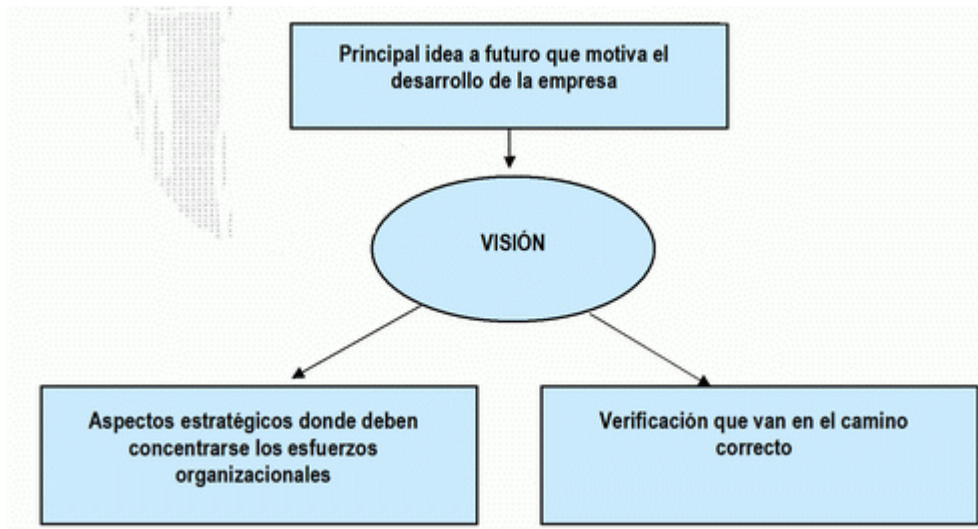 Principal idea a futuro que motiva el
desarrollo de la empresa
VISIÓN
Aspectos estratégicos donde deben
concentrarse los esfuerzos
organizacionales
Verificación que van en el camino
correcto